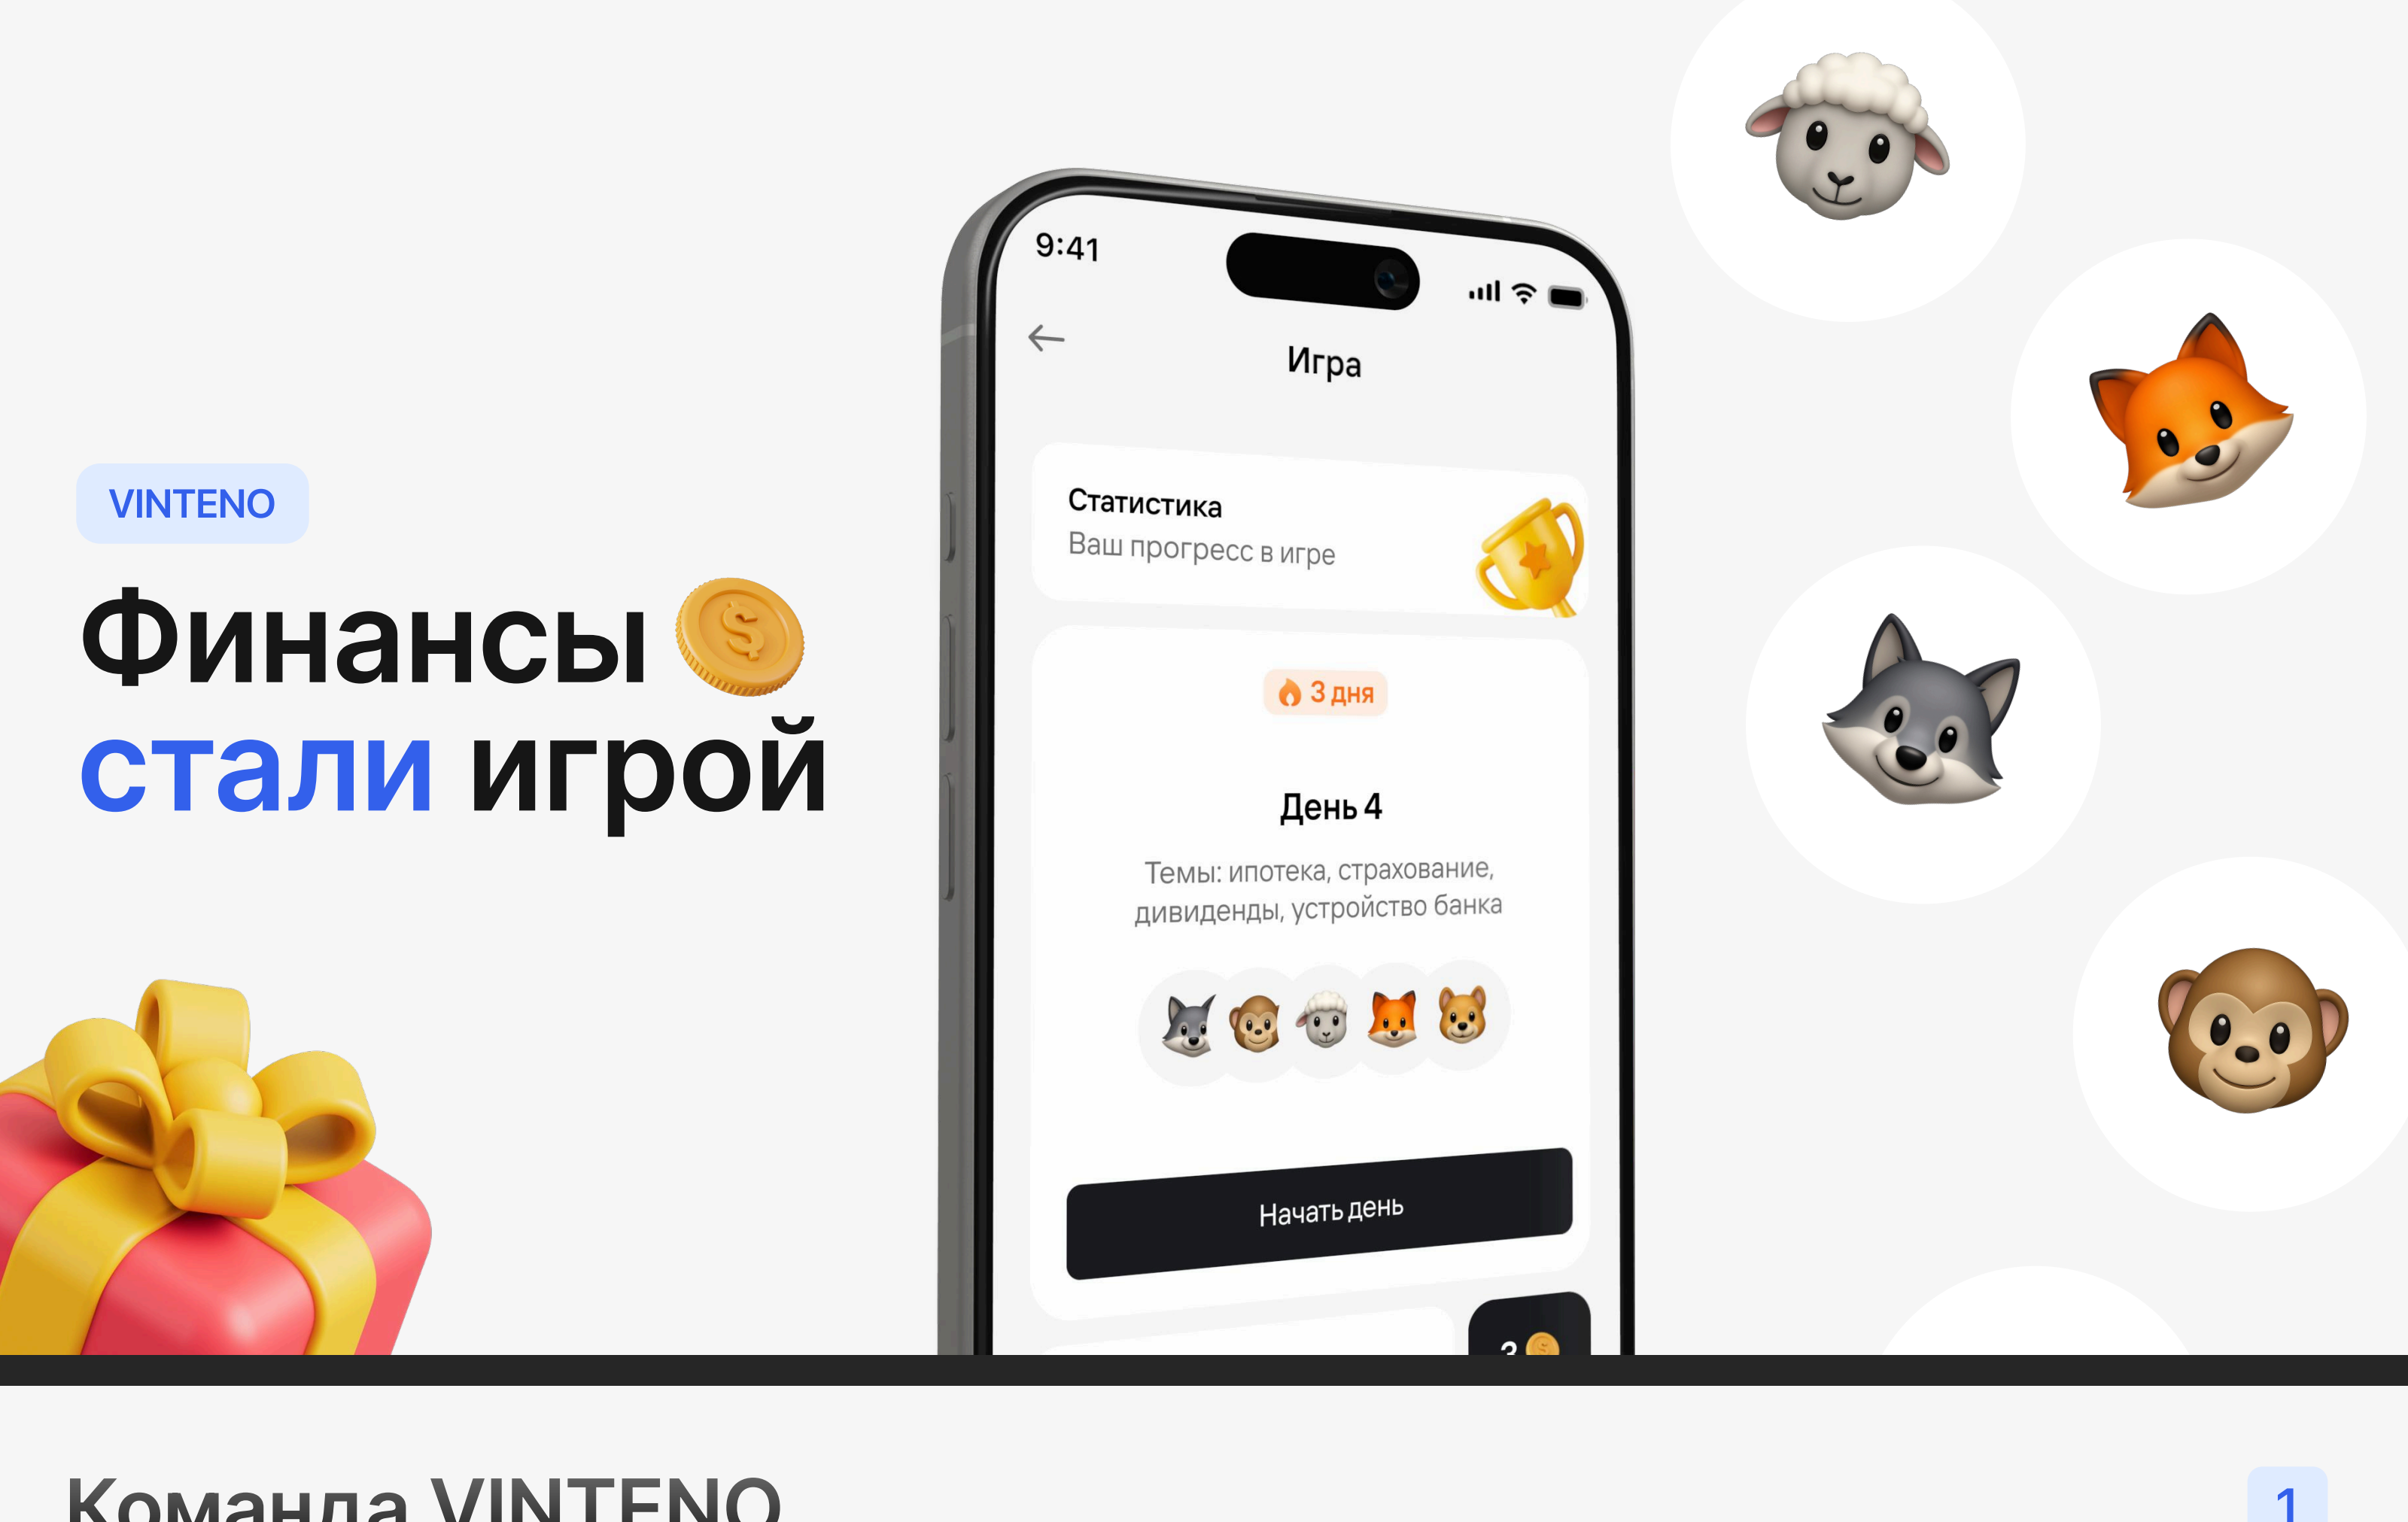 VINTENO
Финансы
стали игрой
9:41
Игра
Статистика
Ваш прогресс в игре
3 дня
День 4
Темы: ипотека, страхование,
дивиденды, устройство банка
Начать день
3
Команда VINTENO
1